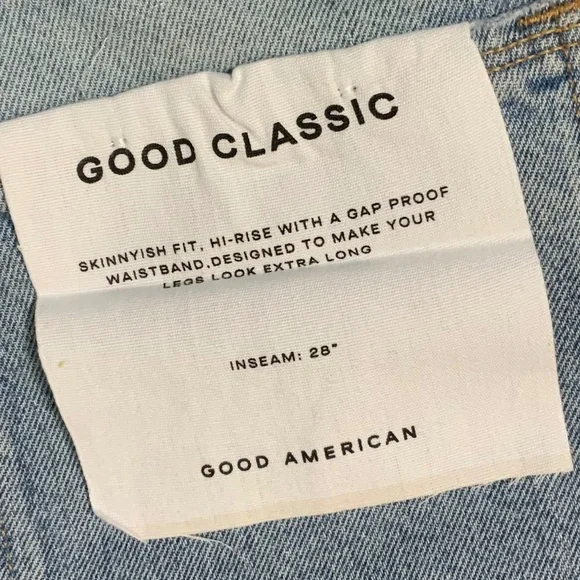 GOOD CLASSIC
SKINNYISH FIT, HI-RISE WITH A GAP PROOF
WAISTBAND.DESIGNED TO MAKE YOUR
LEGS LOOK EXTRA LONG
INSEAM: 28"
GOOD AMERICAN